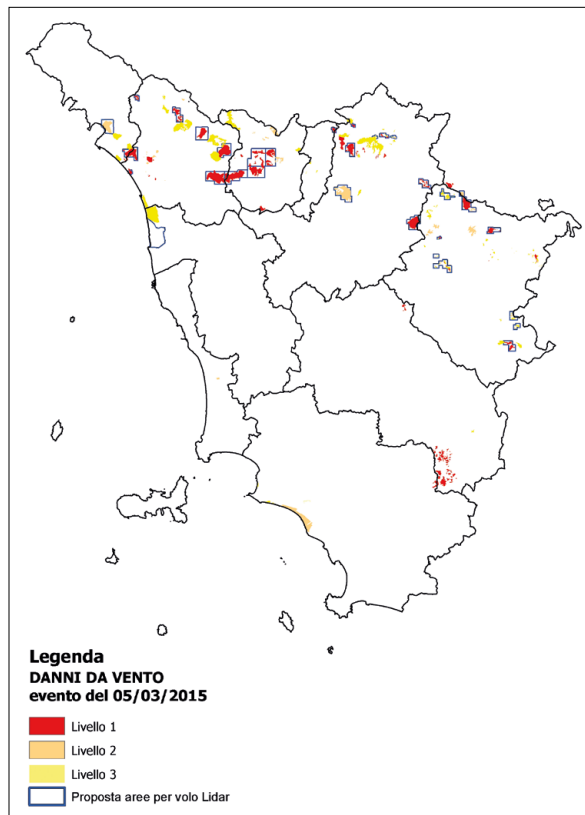 Legenda
DANNI DA VENTO
evento del 05/03/2015
Livello 1
Livello 2
Livello 3
Proposta aree per volo Lidar